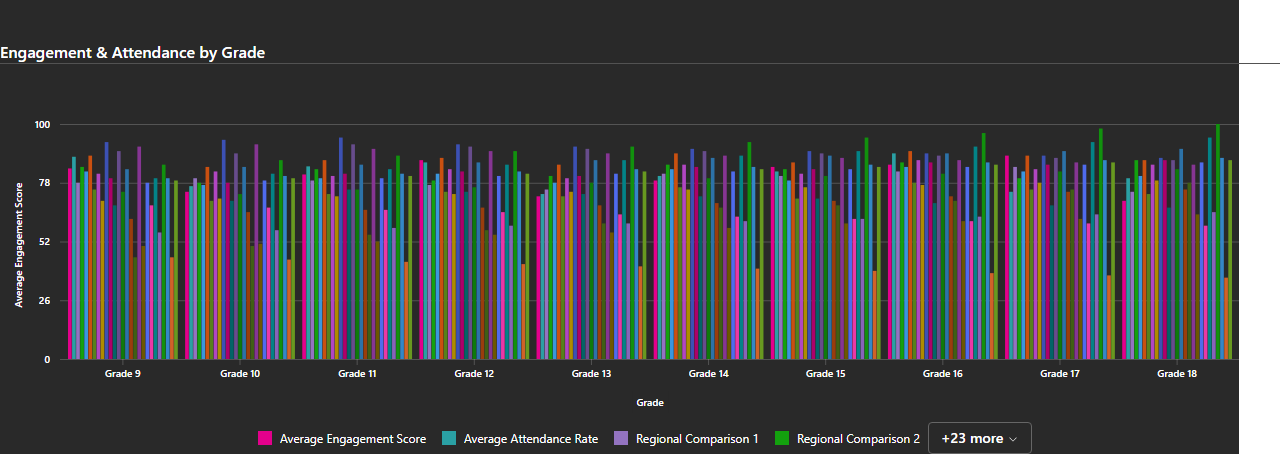 Engagement & Attendance by Grade
100
78
52
26
0
Average Engagement Score
Grade 9 Grade 10 Grade 11 Grade 12 Grade 13 Grade 14 Grade 15 Grade 16 Grade 17 Grade 18
Grade
Average Engagement Score Average Attendance Rate Regional Comparison 1 Regional Comparison 2 +23 more